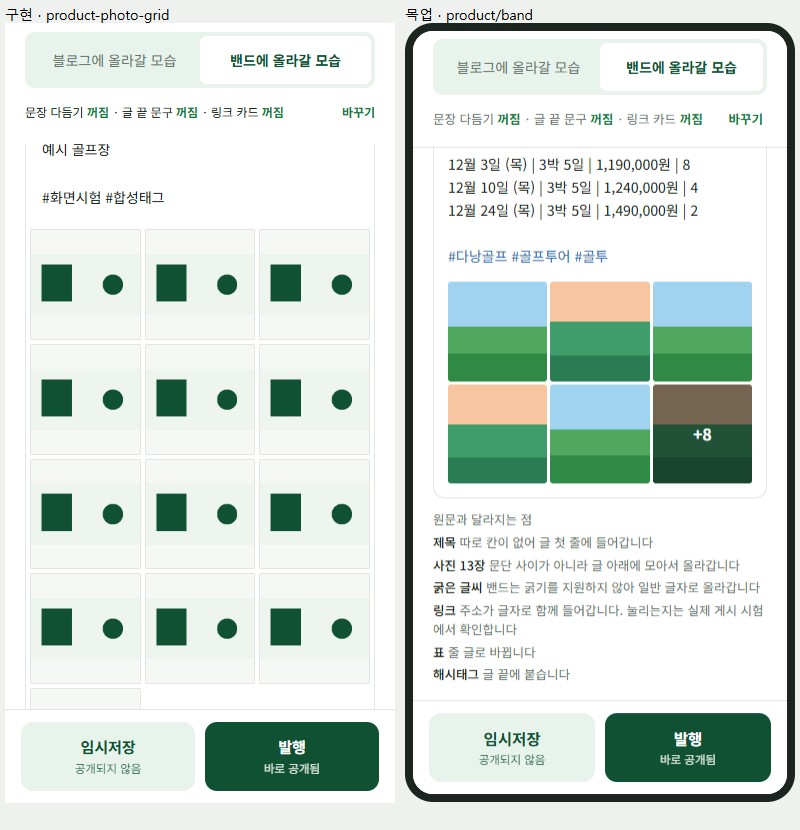 구현 · product-photo-grid
블로그에 올라갈 모습
밴드에 올라갈 모습
문장 다듬기 꺼짐 · 글 끝 문구 꺼짐 · 링크 카드 꺼짐
바꾸기
예시 골프장
#화면시험 #합성태그
임시저장
공개되지 않음
발행
바로 공개됨
목업 · product/band
블로그에 올라갈 모습
밴드에 올라갈 모습
문장 다듬기 꺼짐 · 글 끝 문구 꺼짐 · 링크 카드 꺼짐
바꾸기
12월 3일 (목) | 3박 5일 | 1,190,000원 | 8
12월 10일 (목) | 3박 5일 | 1,240,000원 | 4
12월 24일 (목) | 3박 5일 | 1,490,000원 | 2
#다낭골프 #골프투어 #골투
+8
원문과 달라지는 점
제목 따로 칸이 없어 글 첫 줄에 들어갑니다
사진 13장 문단 사이가 아니라 글 아래에 모아서 올라갑니다
굵은 글씨 밴드는 굵기를 지원하지 않아 일반 글자로 올라갑니다
링크 주소가 글자로 함께 들어갑니다. 눌리는지는 실제 게시 시험
에서 확인합니다
표 줄 글로 바뀝니다
해시태그 글 끝에 붙습니다
임시저장
공개되지 않음
발행
바로 공개됨